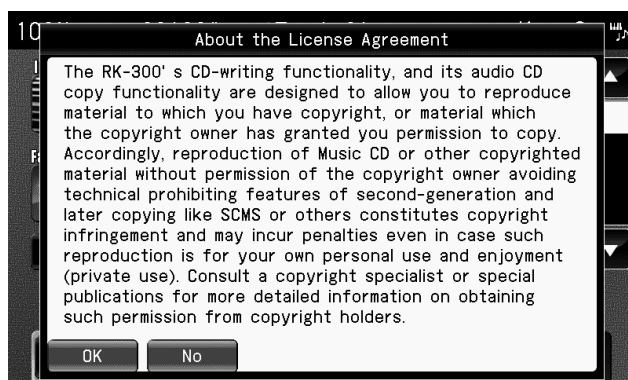 10
About the License Agreement
The RK-300' s CD-writing functionality, and its audio CD
copy functionality are designed to allow you to reproduce
material to which you have copyright, or material which
the copyright owner has granted you permission to copy.
Accordingly, reproduction of Music CD or other copyrighted
material without permission of the copyright owner avoiding
technical prohibiting features of second-generation and
later copying like SCMS or others constitutes copyright
infringement and may incur penalties even in case such
reproduction is for your own personal use and enjoyment
(private use). Consult a copyright specialist or special
publications for more detailed information on obtaining
such permission from copyright holders.
OK No